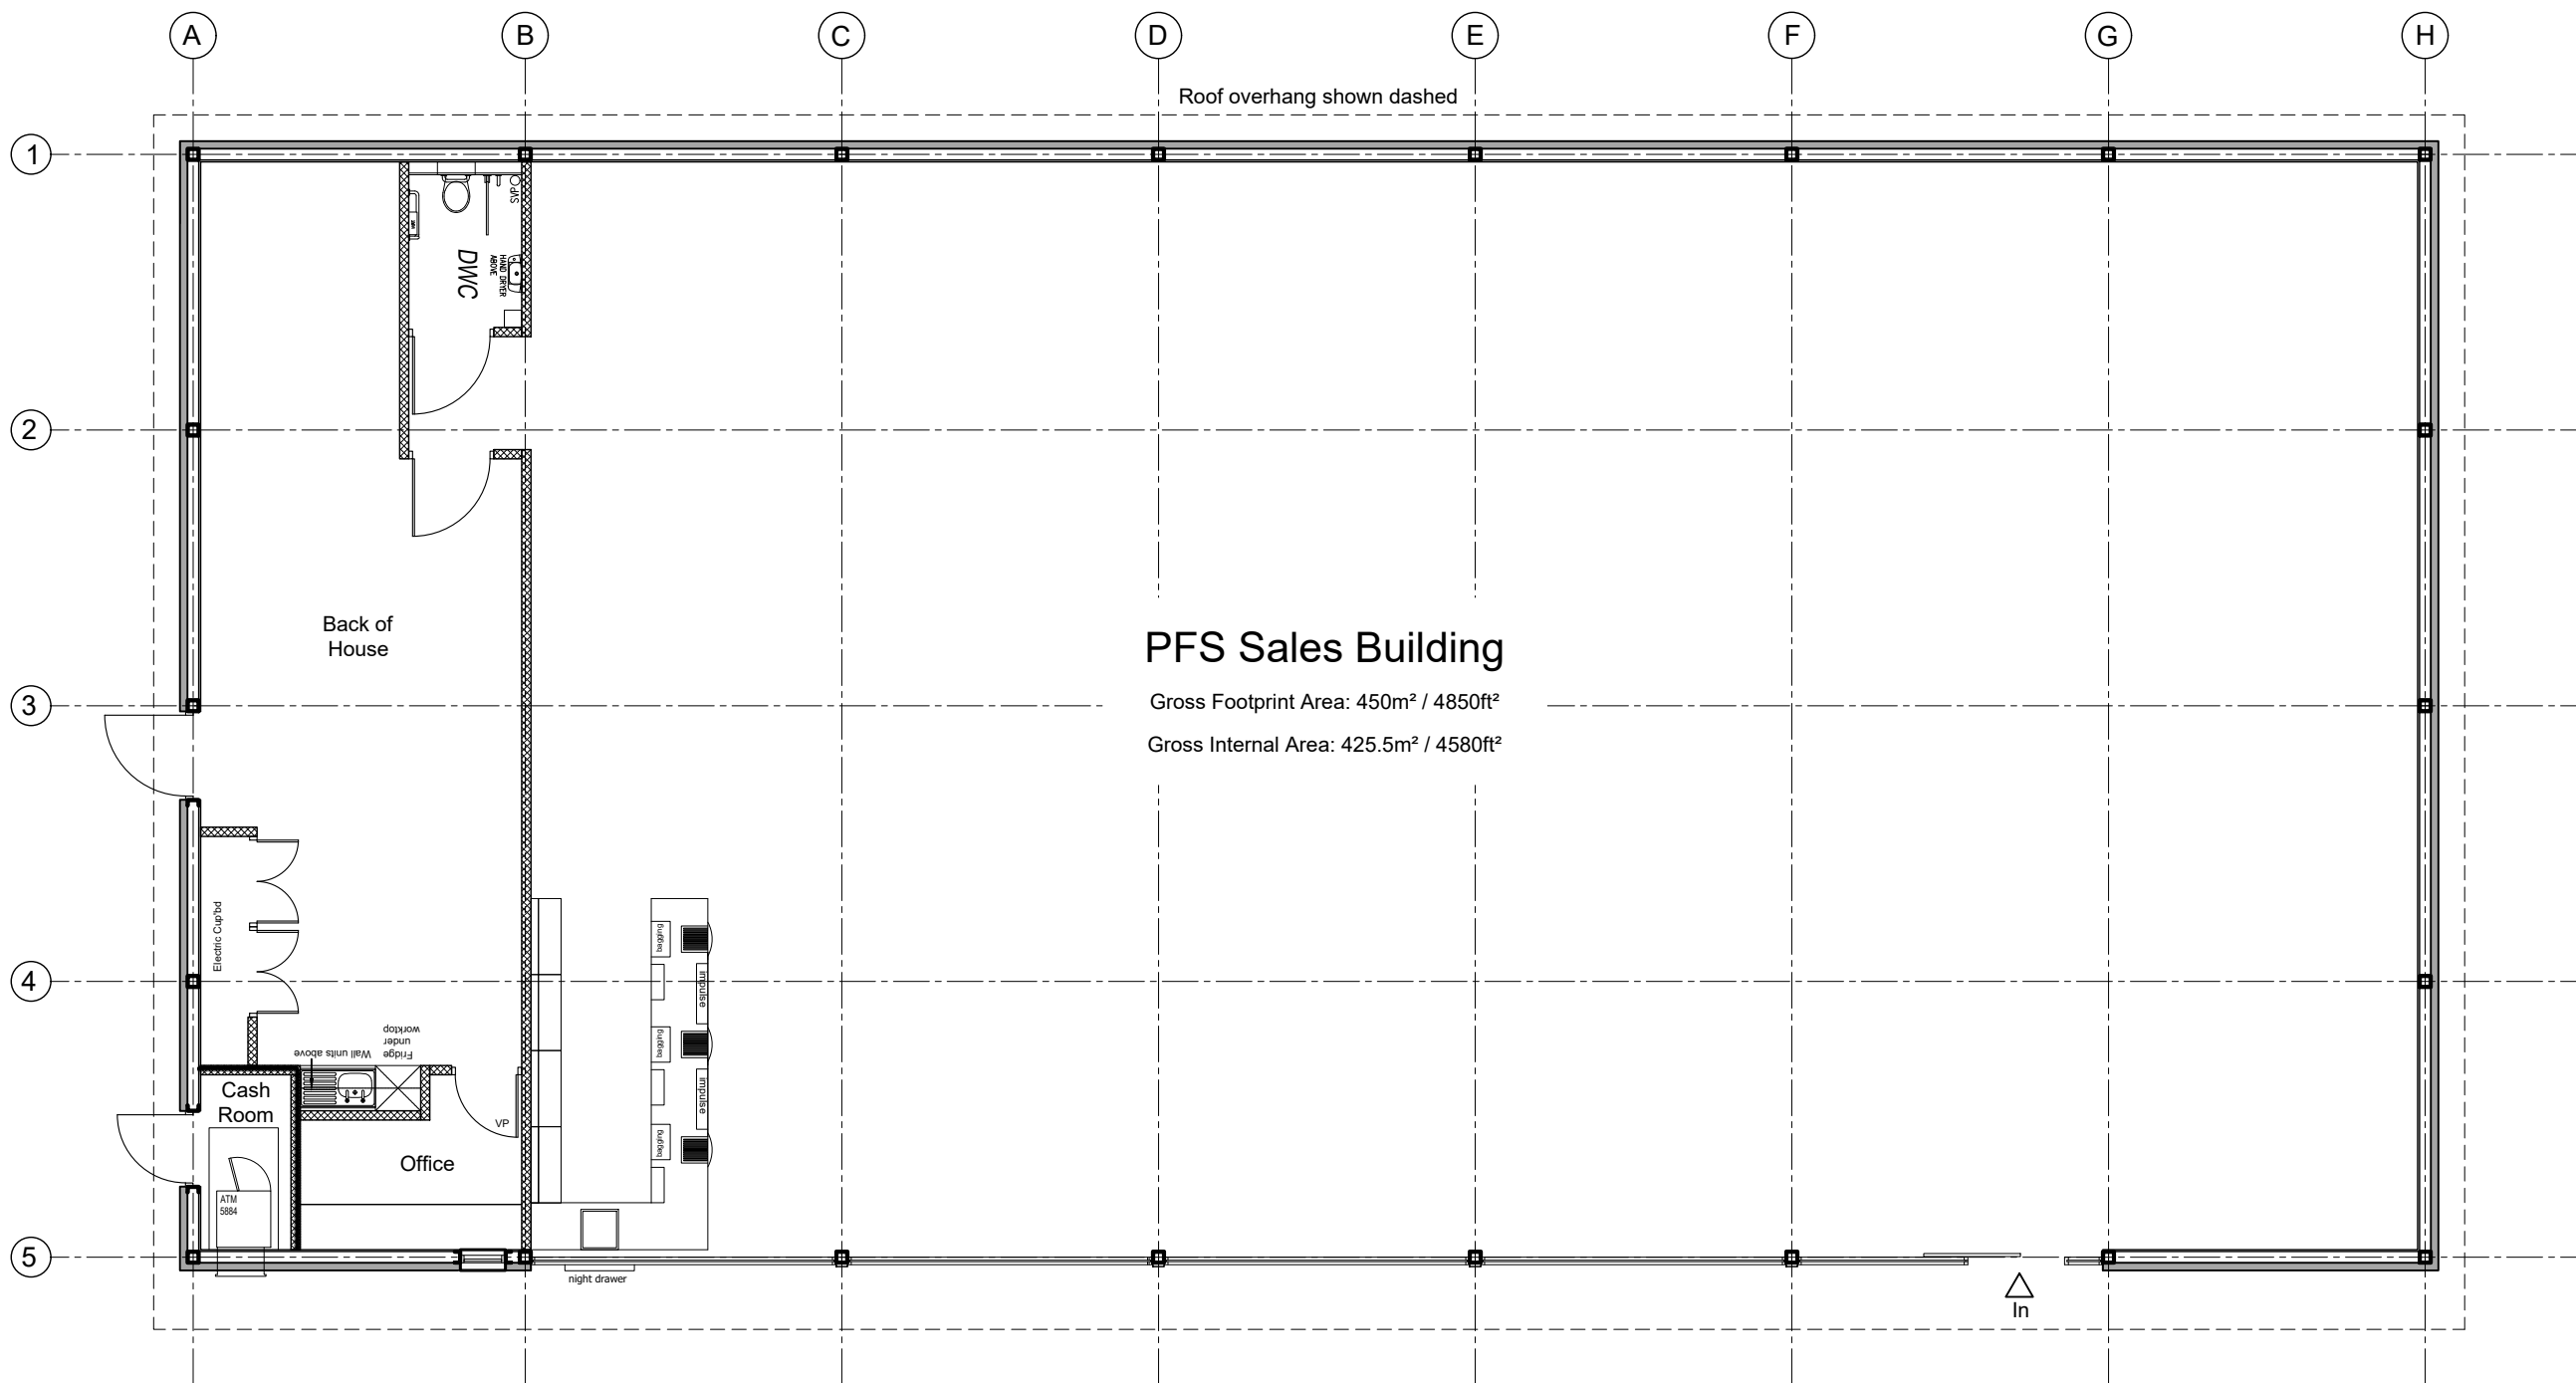 A
B
C
D
E
F
G
H
Roof overhang shown dashed
1
2
3
4
5
SVP
DWC
HAND DRYER
ABOVE
Back of
House
PFS Sales Building
Gross Footprint Area: 450m² / 4850ft²
Gross Internal Area: 425.5m² / 4580ft²
Electric Cup'bd
bagging
impulse
bagging
impulse
bagging
Wall units above
Fridge
under
worktop
Cash
Room
VP
Office
ATM
5884
night drawer
In